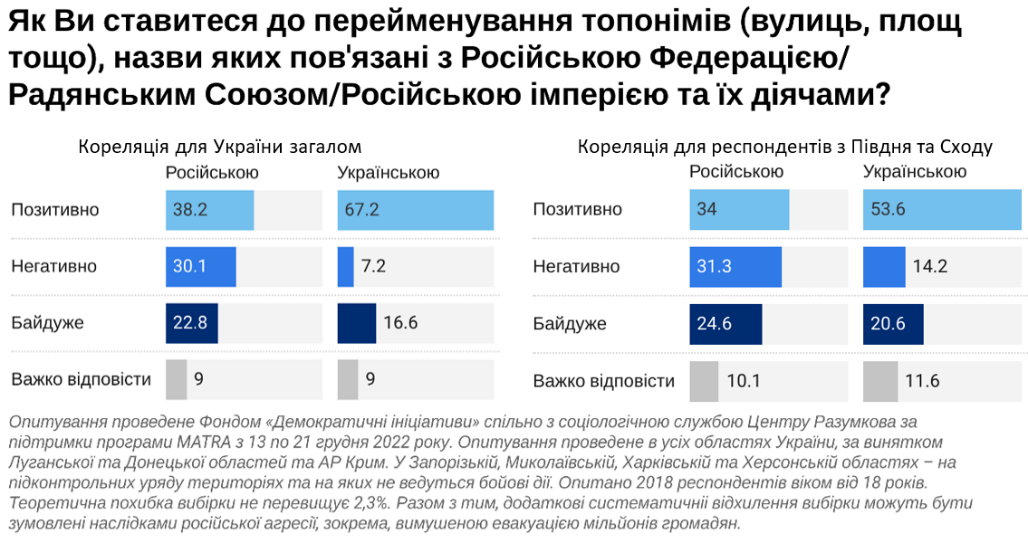 Як Ви ставитеся до перейменування топонімів (вулиць, площ
тощо), назви яких пов'язані з Російською Федерацією/
Радянським Союзом/Російською імперією та їх діячами?
Кореляція для України загалом
Російською Українською
Позитивно 38.2 67.2
Негативно 30.1 7.2
Байдуже 22.8 16.6
Важко відповісти 9 9
Кореляція для респондентів з Півдня та Сходу
Російською Українською
Позитивно 34 53.6
Негативно 31.3 14.2
Байдуже 24.6 20.6
Важко відповісти 10.1 11.6
Опитування проведене Фондом «Демократичні ініціативи» спільно з соціологічною службою Центру Разумкова за
підтримки програми MATRA з 13 по 21 грудня 2022 року. Опитування проведене в усіх областях України, за винятком
Луганської та Донецької областей та АР Крим. У Запорізькій, Миколаївській, Харківській та Херсонській областях – на
підконтрольних уряду територіях та на яких не ведуться бойові дії. Опитано 2018 респондентів віком від 18 років.
Теоретична похибка вибірки не перевищує 2,3%. Разом з тим, додаткові систематичніі відхилення вибірки можуть бути
зумовлені наслідками російської агресії, зокрема, вимушеною евакуацією мільйонів громадян.